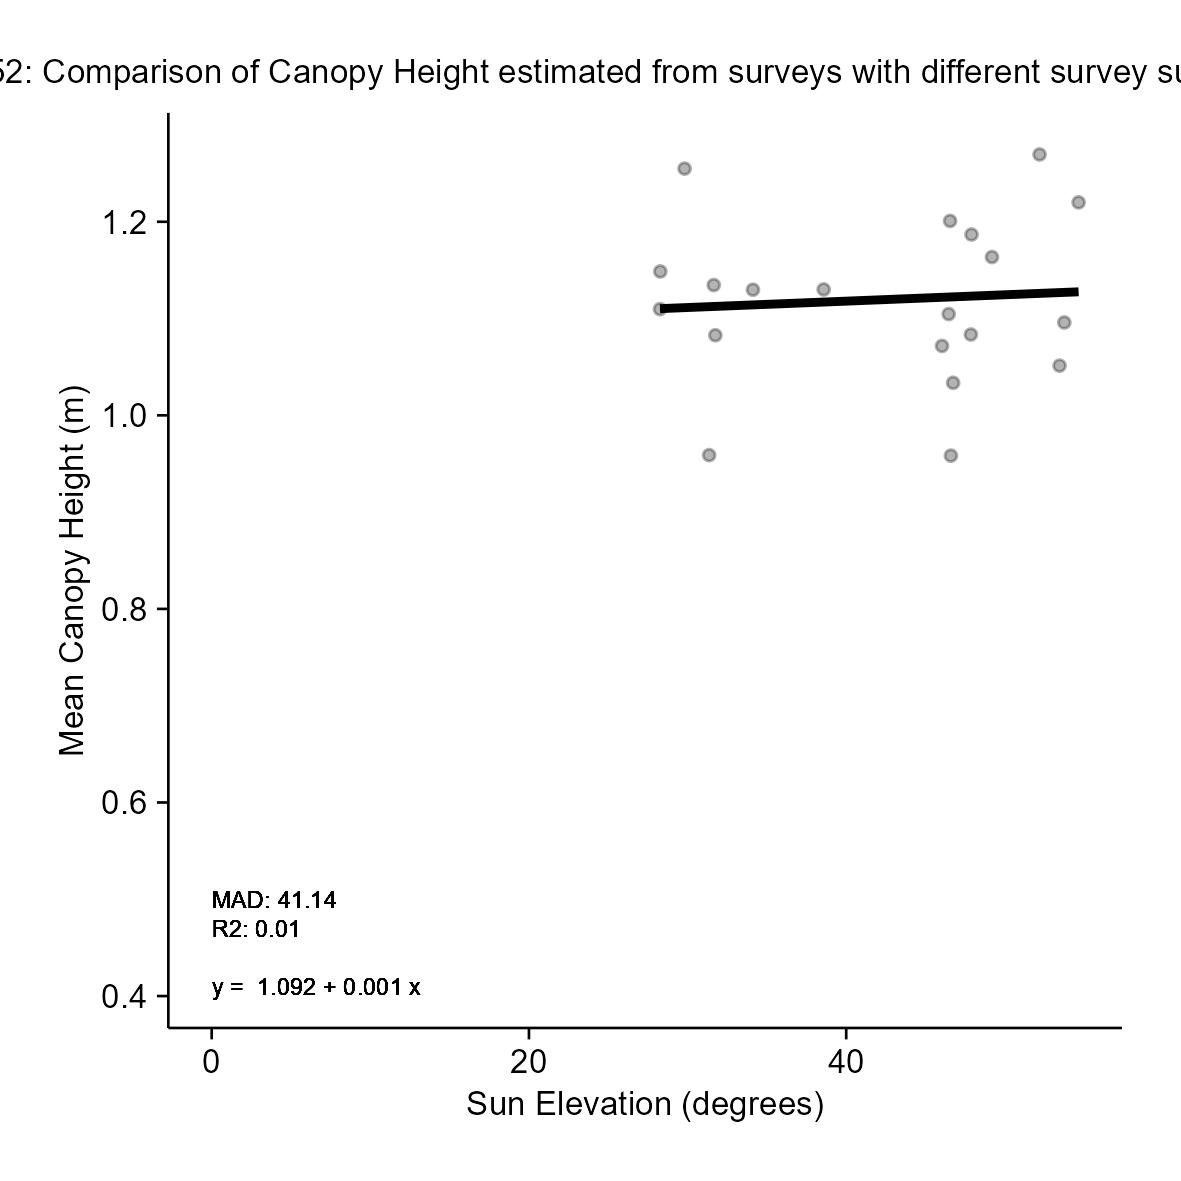 52: Comparison of Canopy Height estimated from surveys with different survey
1.2
1.0
0.8
0.6
0.4
Mean Canopy Height (m)
MAD: 41.14
R2: 0.01
y = 1.092 + 0.001 x
0 20 40
Sun Elevation (degrees)